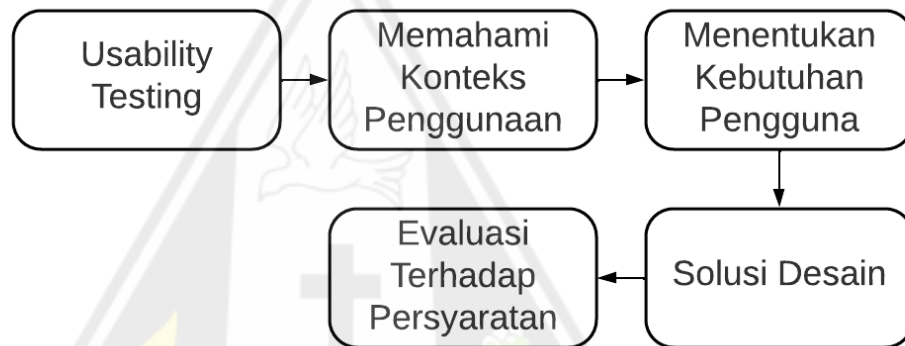 Usability
Testing
Memahami
Konteks
Penggunaan
Menentukan
Kebutuhan
Pengguna
Solusi Desain
Evaluasi
Terhadap
Persyaratan